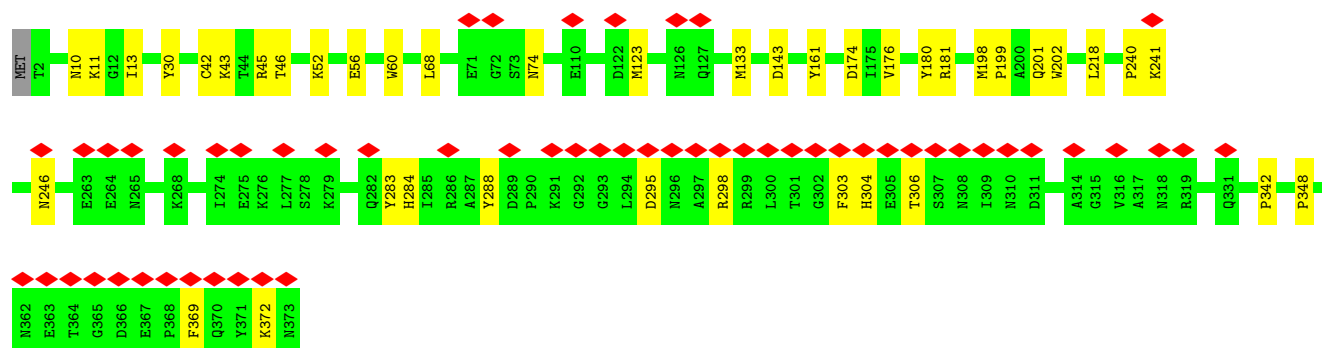 MET T2 N10 K11 G12 I13 Y30 C42 K43 T44 R45 T46 K52 E56 W60 L68 E71 G72 S73 N74 E110 D122 M123 N126 Q127 M133 D143 Y161 D174 I175 V176 Y180 R181 M198 P199 A200 Q201 W202 L218 P240 K241
N246 E263 E264 N265 K268 I274 E275 K276 L277 S278 K279 Q282 Y283 H284 I285 R286 A287 Y288 D289 P290 K291 G292 G293 L294 D295 N296 A297 R298 R299 L300 T301 G302 F303 H304 E305 T306 S307 N308 I309 N310 D311 A314 G315 V316 A317 N318 R319 Q331 P342 P348
N362 E363 T364 G365 D366 E367 P368 F369 Q370 Y371 K372 N373